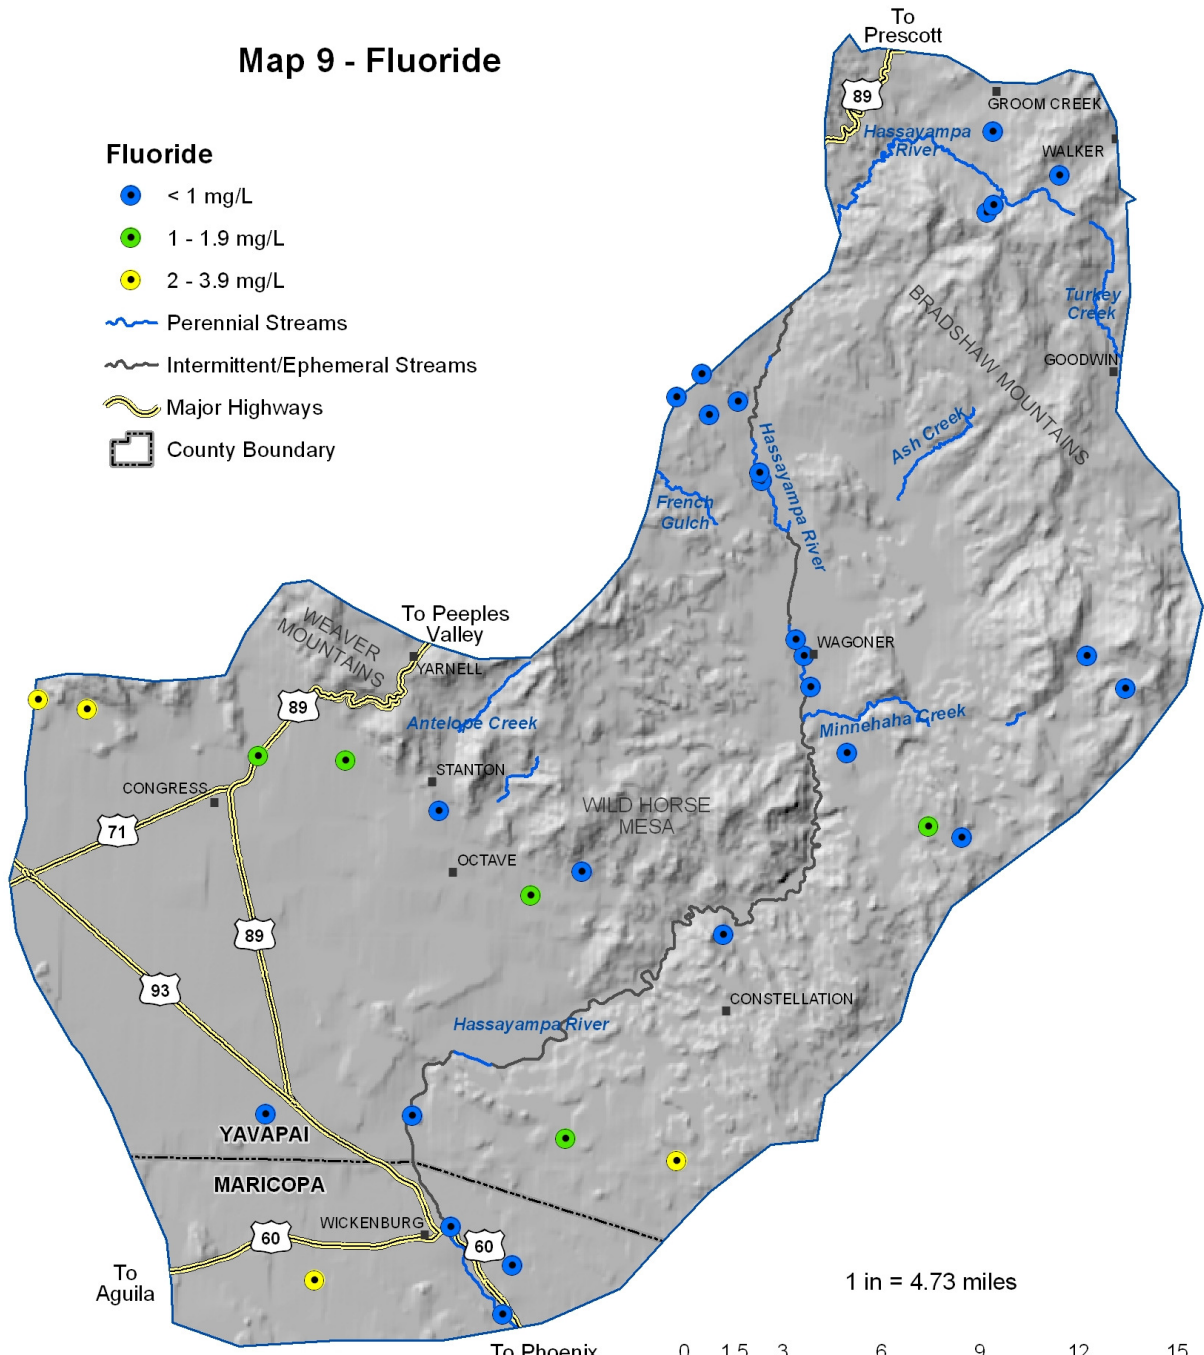 To
Prescott
Map 9 - Fluoride
89
GROOM CREEK
Hassayampa
River
WALKER
Fluoride
< 1 mg/L
1 - 1.9 mg/L
2 - 3.9 mg/L
Perennial Streams
Intermittent/Ephemeral Streams
Major Highways
County Boundary
Turkey
Creek
BRADSHAW MOUNTAINS
GOODWIN
Ash Creek
Hassayampa River
French
Gulch
To Peeples
Valley
WEAVER
MOUNTAINS
YARNELL
WAGONER
89
Antelope Creek
Minnehaha Creek
STANTON
CONGRESS
WILD HORSE
MESA
71
OCTAVE
89
93
CONSTELLATION
Hassayampa River
YAVAPAI
MARICOPA
WICKENBURG
60
60
To
Aguila
1 in = 4.73 miles
To Phoenix
0 1.5 3 6 9 12 15